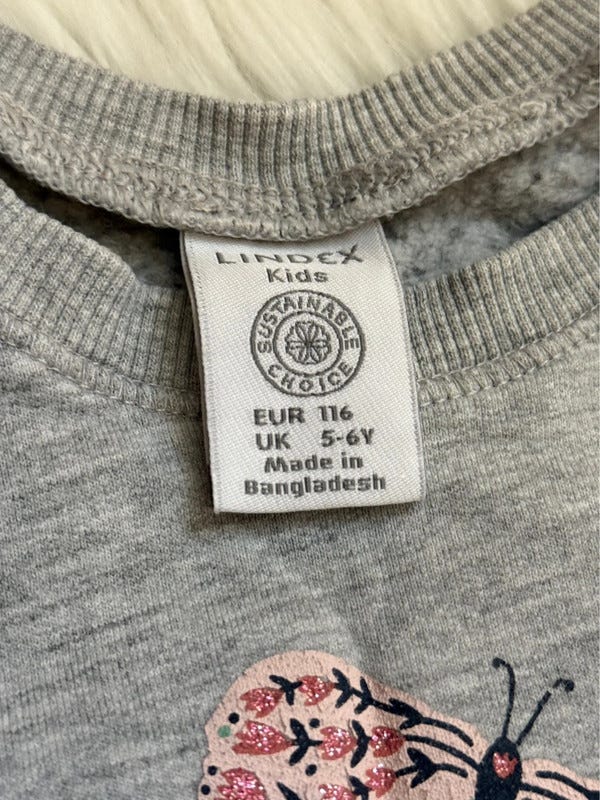 LINDEX
Kids
SUSTAINABLE
CHOICE
EUR 116
UK 5-6Y
Made in
Bangladesh